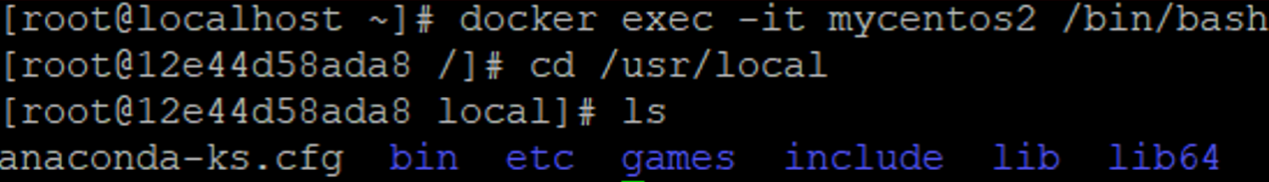 [root@localhost ~]# docker exec -it mycentos2 /bin/bash
[root@12e44d58ada8 /]# cd /usr/local
[root@12e44d58ada8 local]# ls
anaconda-ks.cfg  bin  etc  games  include  lib  lib64